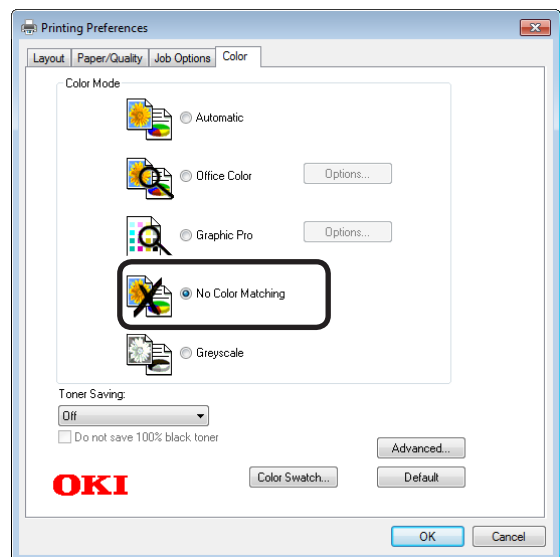 Printing Preferences
Layout Paper/Quality Job Options Color
Color Mode
Automatic
Office Color Options...
Graphic Pro Options...
No Color Matching
Greyscale
Toner Saving:
Off
Do not save 100% black toner
Advanced...
OKI Color Swatch... Default
OK Cancel